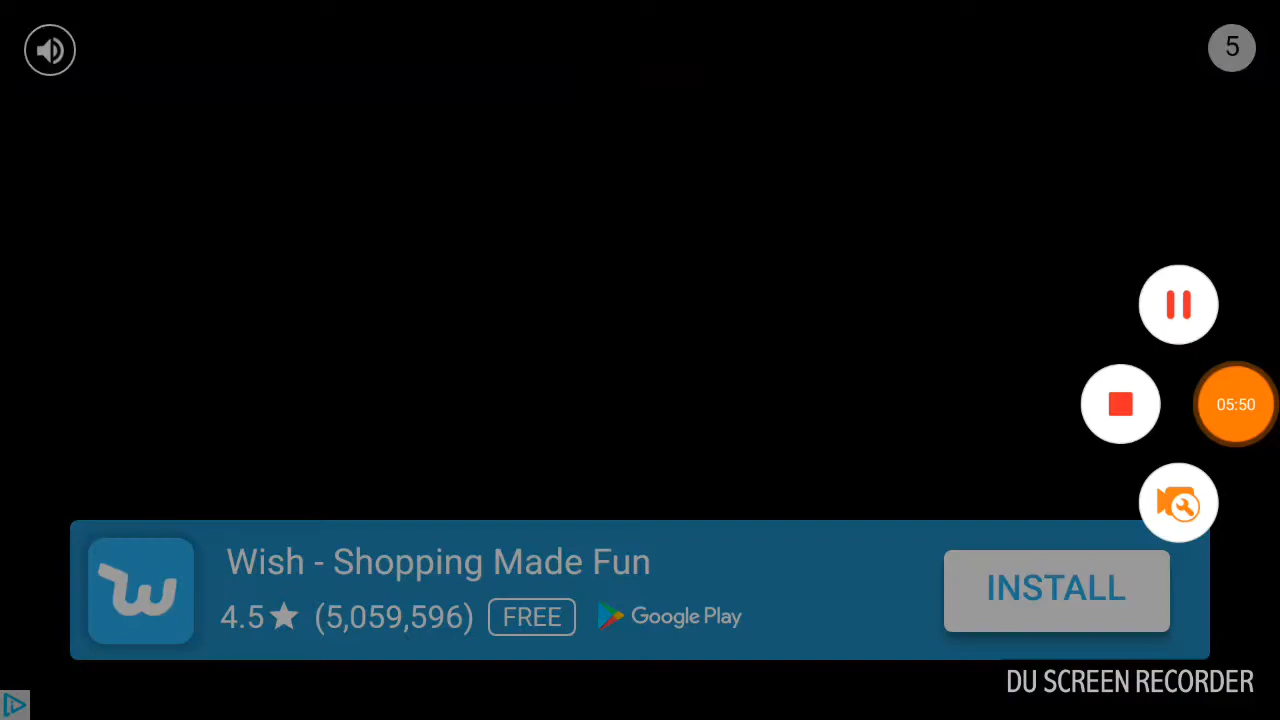 5
05:50
Wish - Shopping Made Fun
4.5★ (5,059,596) FREE Google Play
INSTALL
DU SCREEN RECORDER